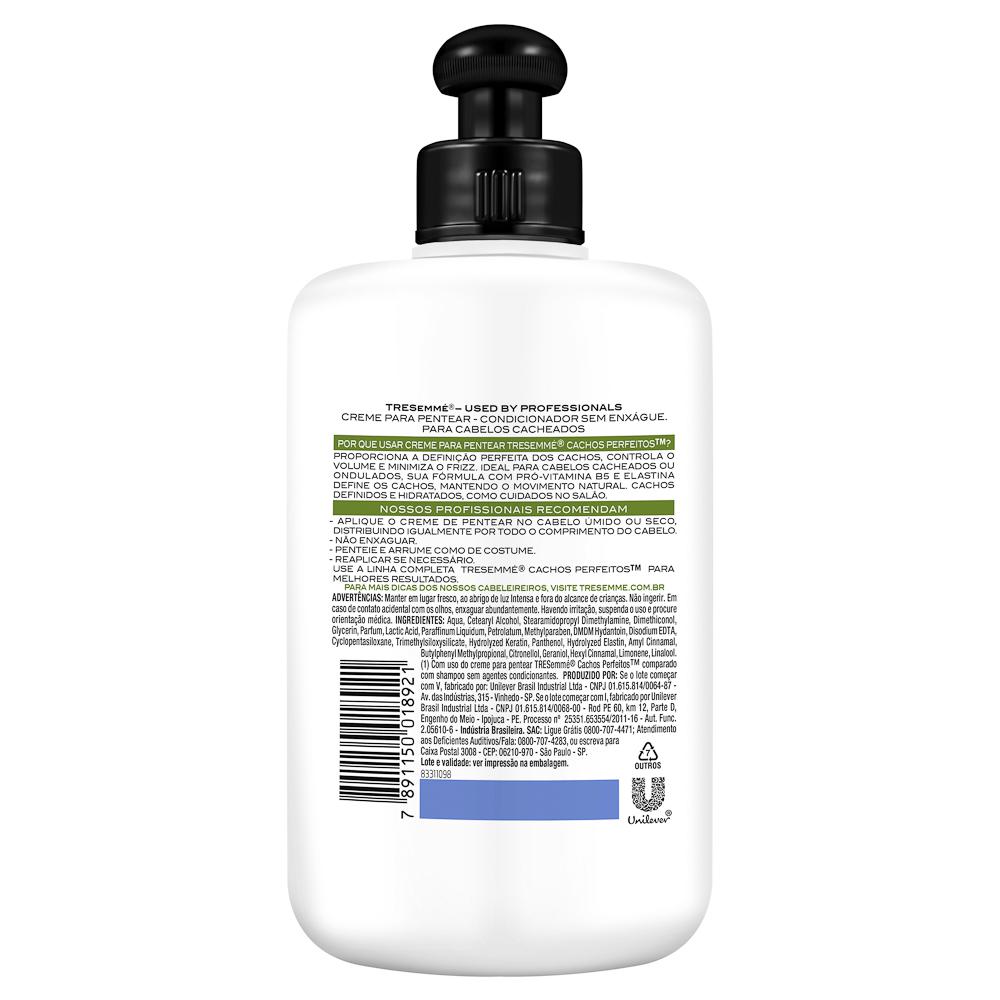 TRESEMMÉ® – USED BY PROFESSIONALS
CREME PARA PENTEAR - CONDICIONADOR SEM ENXÁGUE.
PARA CABELOS CACHEADOS
POR QUE USAR CREME PARA PENTEAR TRESEMMÉ® CACHOS PERFEITOS™?
PROPORCIONA A DEFINIÇÃO PERFEITA DOS CACHOS, CONTROLA O
VOLUME E MINIMIZA O FRIZZ. IDEAL PARA CABELOS CACHEADOS OU
ONDULADOS, SUA FÓRMULA COM PRÓ-VITAMINA B5 E ELASTINA
DEFINE OS CACHOS, MANTENDO O MOVIMENTO NATURAL. CACHOS
DEFINIDOS E HIDRATADOS, COMO CUIDADOS NO SALÃO.
NOSSOS PROFISSIONAIS RECOMENDAM
- APLIQUE O CREME DE PENTEAR NO CABELO ÚMIDO OU SECO,
DISTRIBUINDO IGUALMENTE POR TODO O COMPRIMENTO DO CABELO.
- NÃO ENXAGUAR.
- PENTEIE E ARRUME COMO DE COSTUME.
- REAPLICAR SE NECESSÁRIO.
USE A LINHA COMPLETA TRESEMMÉ® CACHOS PERFEITOS™ PARA
MELHORES RESULTADOS.
PARA MAIS DICAS DOS NOSSOS CABELEIREIROS, VISITE TRESEMME.COM.BR
ADVERTÊNCIAS: Manter em lugar fresco, ao abrigo de luz Intensa e fora do alcance de crianças. Não ingerir. Em
caso de contato acidental com os olhos, enxaguar abundantemente. Havendo irritação, suspenda o uso e procure
orientação médica. INGREDIENTES: Aqua, Cetearyl Alcohol, Stearamidopropyl Dimethylamine, Dimethiconol,
Glycerin, Parfum, Lactic Acid, Paraffinum Liquidum, Petrolatum, Methylparaben, DMDM Hydantoin, Disodium EDTA,
Cyclopentasiloxane, Trimethylsiloxysilicate, Hydrolyzed Keratin, Panthenol, Hydrolyzed Elastin, Amyl Cinnamal,
Butylphenyl Methylpropional, Citronellol, Geraniol, Hexyl Cinnamal, Limonene, Linalool.
(1) Com uso do creme para pentear TRESemmé® Cachos Perfeitos™ comparado
com shampoo sem agentes condicionantes. PRODUZIDO POR: Se o lote começar
com V, fabricado por: Unilever Brasil Industrial Ltda - CNPJ 01.615.814/0064-87 -
Av. das Indústrias, 315 - Vinhedo - SP. Se o lote começar com I, fabricado por Unilever
Brasil Industrial Ltda - CNPJ 01.615.814/0068-00 - Rod PE 60, km 12, Parte D,
Engenho do Meio - Ipojuca - PE. Processo nº 25351.653554/2011-16 - Aut. Func.
2.05610-6 - Indústria Brasileira. SAC: Ligue Grátis 0800-707-4471; Atendimento
aos Deficientes Auditivos/Fala: 0800-707-4283, ou escreva para
Caixa Postal 3008 - CEP: 06210-970 - São Paulo - SP.
Lote e validade: ver impressão na embalagem.
83311098
7 891150 018921
7
OUTROS
Unilever®